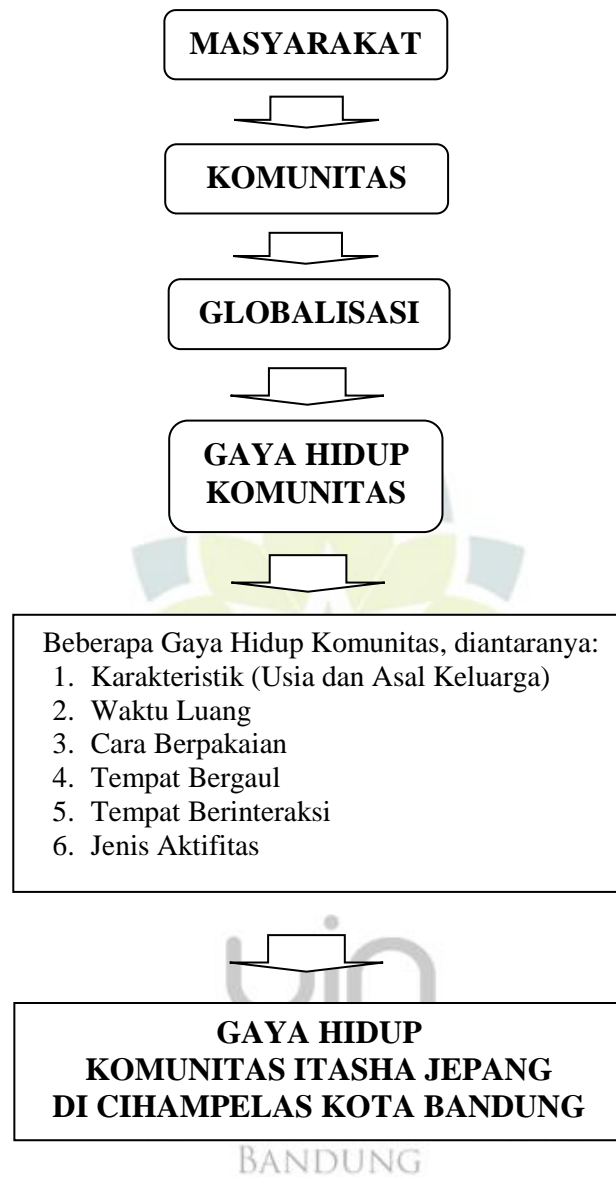 MASYARAKAT
KOMUNITAS
GLOBALISASI
GAYA HIDUP
KOMUNITAS
Beberapa Gaya Hidup Komunitas, diantaranya:
1. Karakteristik (Usia dan Asal Keluarga)
2. Waktu Luang
3. Cara Berpakaian
4. Tempat Bergaul
5. Tempat Berinteraksi
6. Jenis Aktifitas
uin
GAYA HIDUP
KOMUNITAS ITASHA JEPANG
DI CIHAMPELAS KOTA BANDUNG
BANDUNG